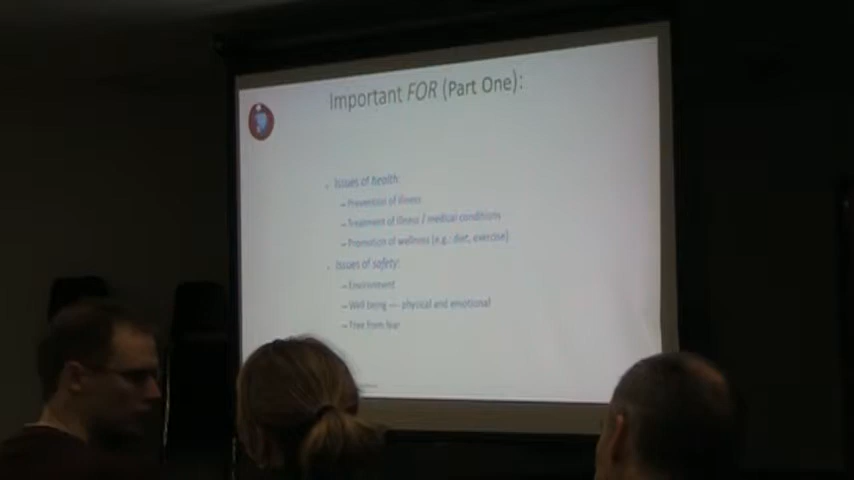 Important FOR (Part One):
• Issues of health:
– Prevention of illness
– Treatment of illness / medical conditions
– Promotion of wellness (e.g.: diet, exercise)
• Issues of safety:
– Environment
– Well being — physical and emotional
– Free from fear